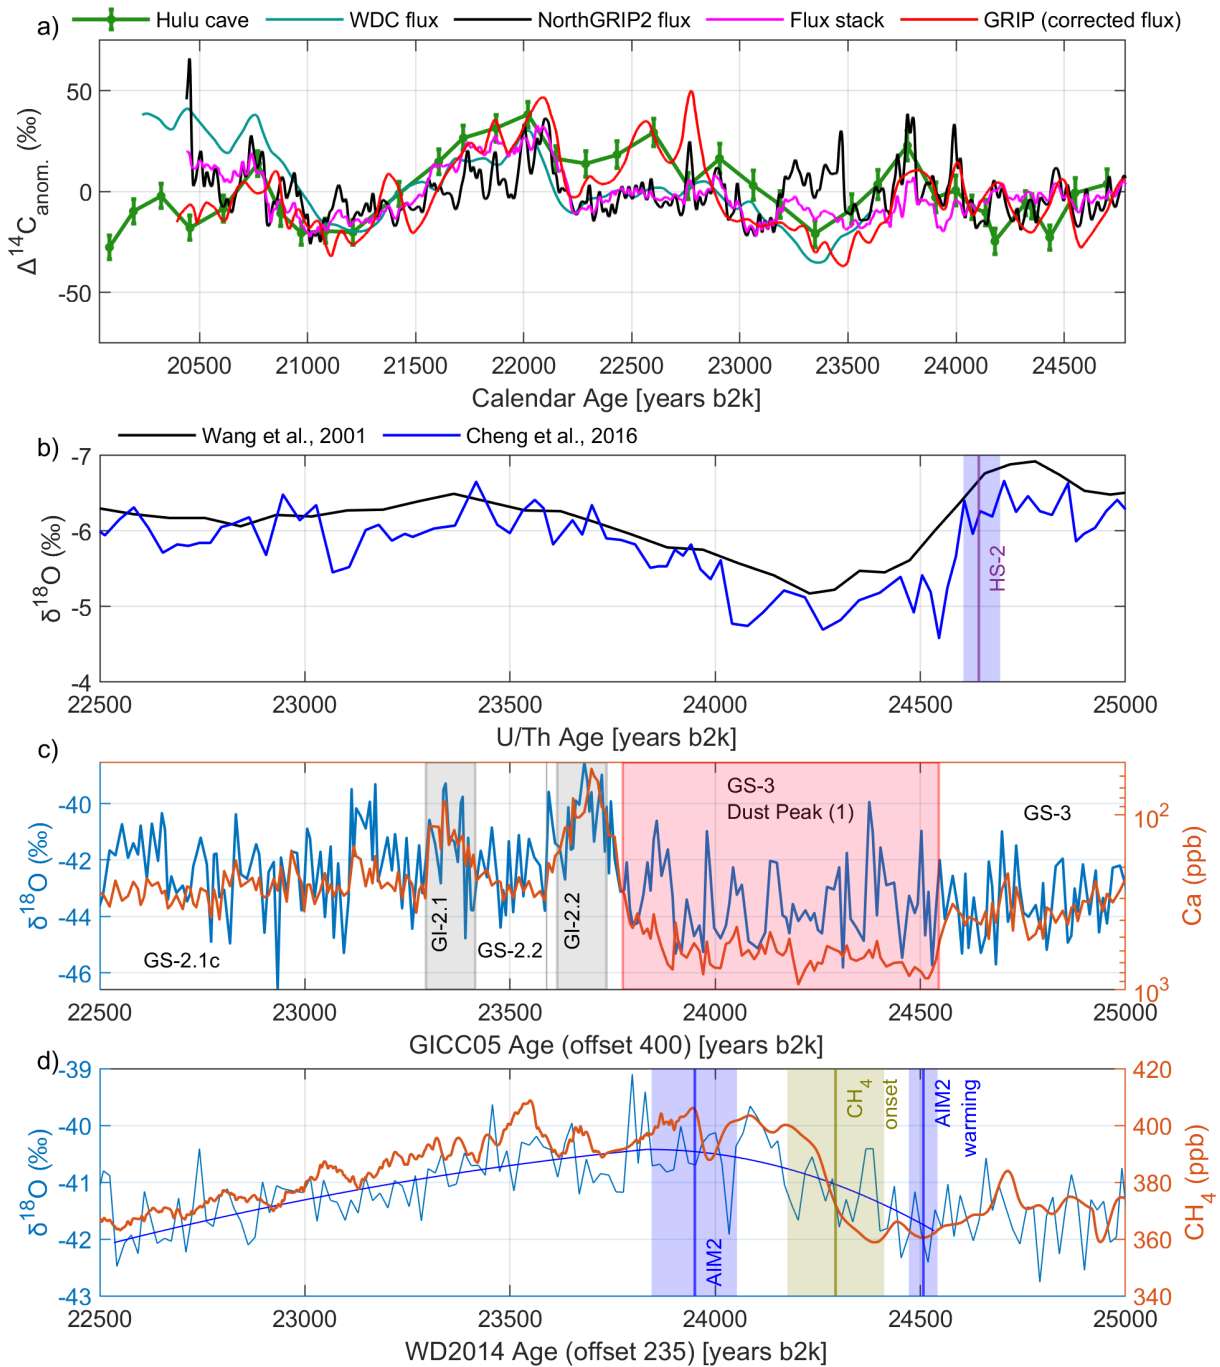 a)
Hulu cave
WDC flux
NorthGRIP2 flux
Flux stack
GRIP (corrected flux)
50
0
-50
Δ14Canom. (‰)
20500 21000 21500 22000 22500 23000 23500 24000 24500
Calendar Age [years b2k]
b)
Wang et al., 2001
Cheng et al., 2016
-7
-6
-5
-4
δ18O (‰)
HS-2
22500 23000 23500 24000 24500 25000
U/Th Age [years b2k]
c)
-40
-42
-44
-46
δ18O (‰)
GS-2.1c
GI-2.1
GS-2.2
GI-2.2
GS-3
Dust Peak (1)
GS-3
10^2
10^3
Ca (ppb)
22500 23000 23500 24000 24500 25000
GICC05 Age (offset 400) [years b2k]
d)
-39
-40
-41
-42
-43
δ18O (‰)
AIM2
CH4
onset
AIM2
warming
420
400
380
360
340
CH4 (ppb)
22500 23000 23500 24000 24500 25000
WD2014 Age (offset 235) [years b2k]